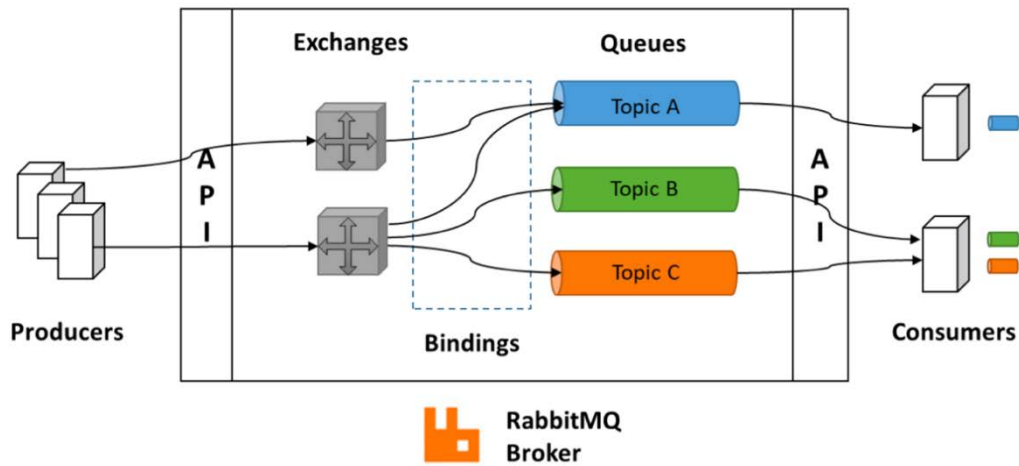 Exchanges
Queues
Topic A
A
P
I
A
P
I
Topic B
Topic C
Producers
Bindings
Consumers
RabbitMQ
Broker